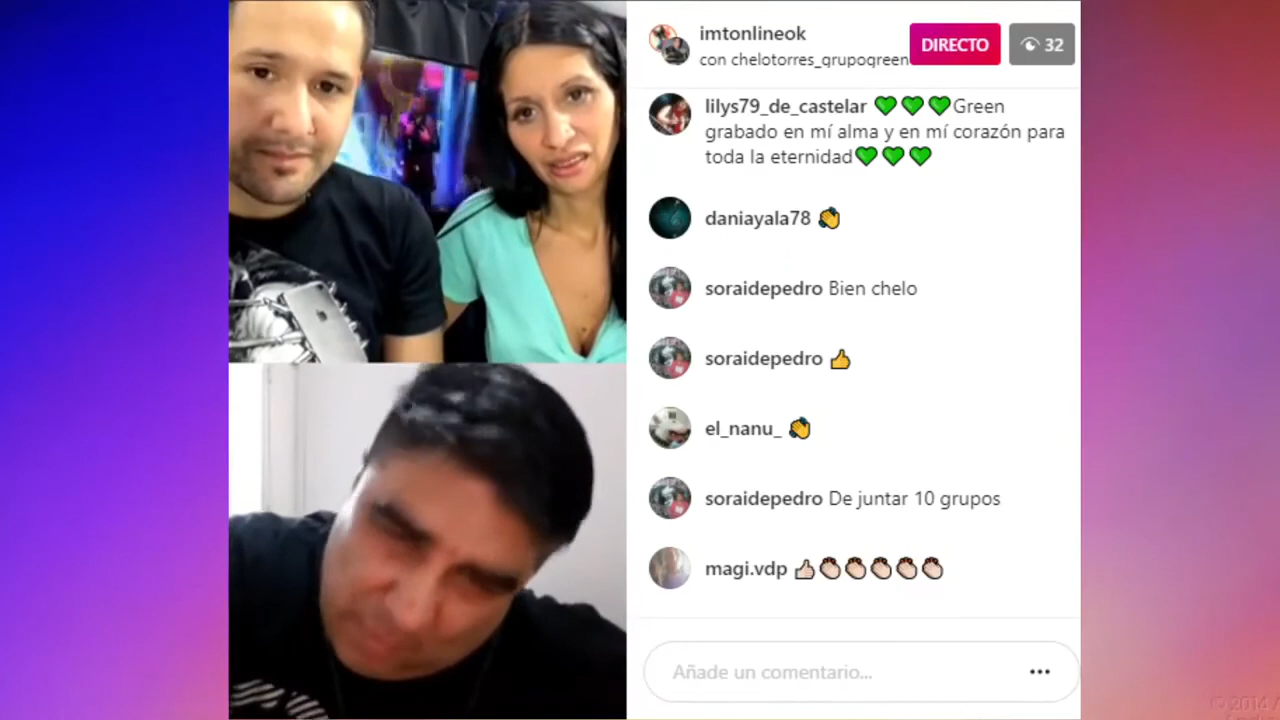 imtonlineok
con chelotorres_grupogreen
DIRECTO
32
lilys79_de_castelar 💚💚💚Green
grabado en mí alma y en mí corazón para
toda la eternidad💚💚💚
daniayala78 👏
soraidepedro Bien chelo
soraidepedro 👍
el_nanu_ 👏
soraidepedro De juntar 10 grupos
magi.vdp 👍🏻👏🏻👏🏻👏🏻👏🏻👏🏻
Añade un comentario...
© 2014